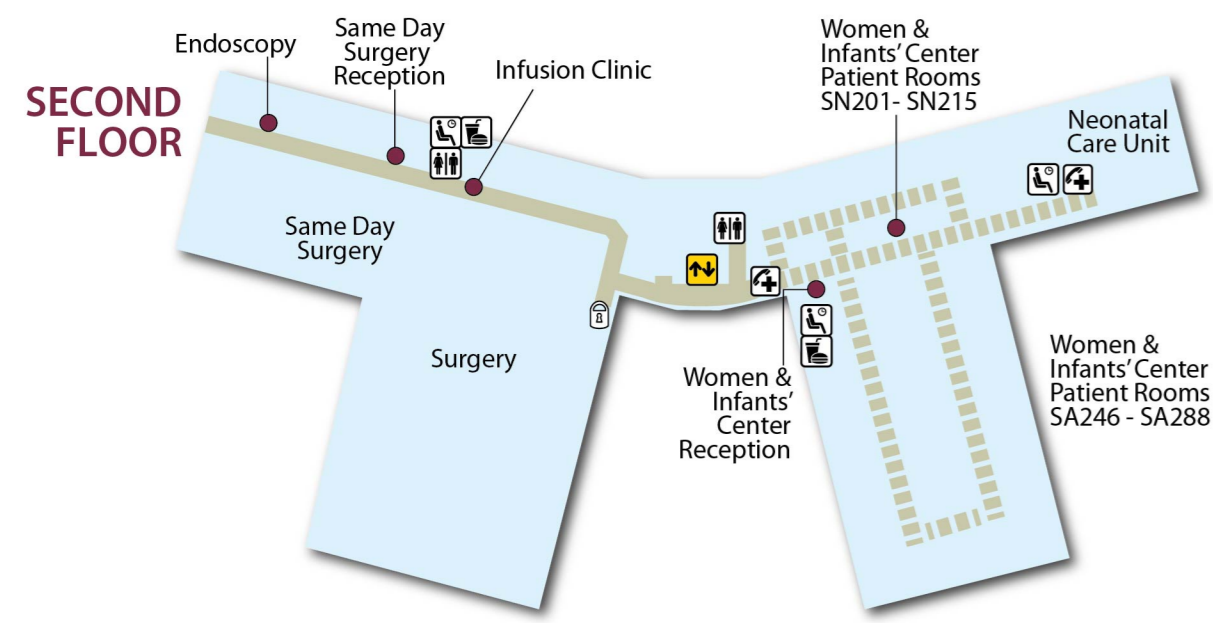 SECOND
FLOOR
Endoscopy
Same Day
Surgery
Reception
Infusion Clinic
Women &
Infants’ Center
Patient Rooms
SN201- SN215
Neonatal
Care Unit
Same Day
Surgery
Surgery
Women &
Infants’
Center
Reception
Women &
Infants’ Center
Patient Rooms
SA246 - SA288